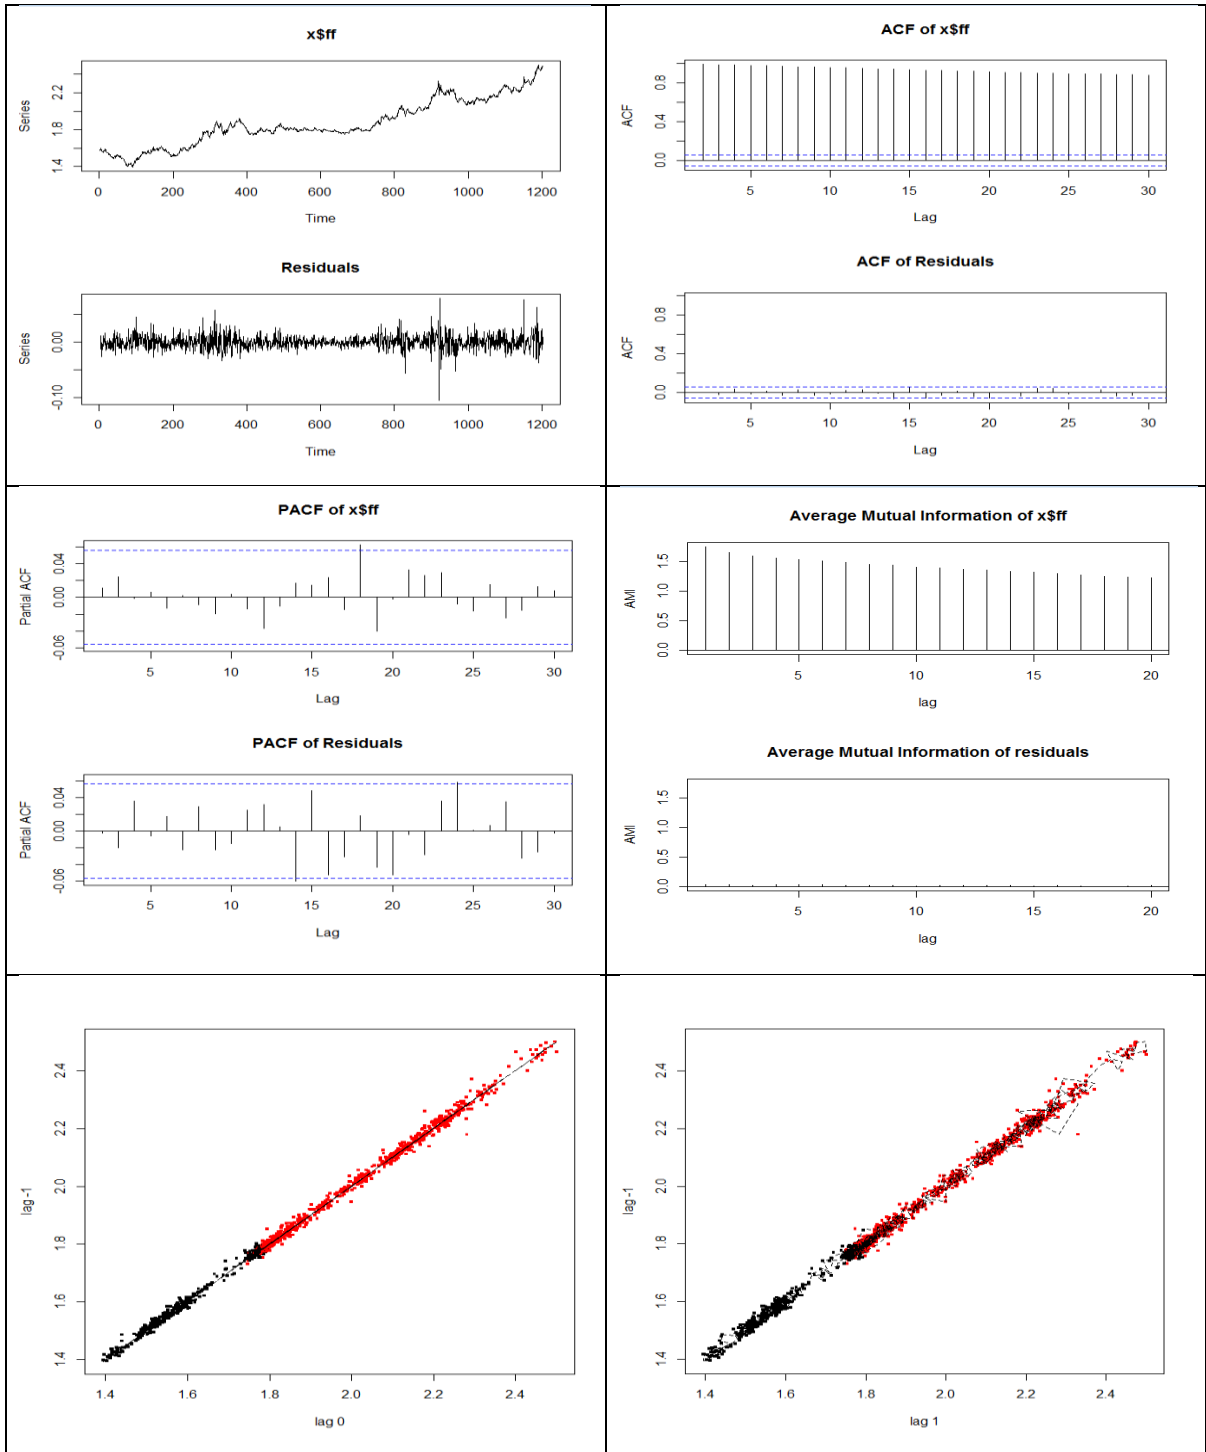 x$ff
Series
1.4 1.8 2.2
0 200 400 600 800 1000 1200
Time
Residuals
Series
-0.10 0.00
0 200 400 600 800 1000 1200
Time
ACF of x$ff
ACF
0.0 0.4 0.8
5 10 15 20 25 30
Lag
ACF of Residuals
ACF
0.0 0.4 0.8
5 10 15 20 25 30
Lag
PACF of x$ff
Partial ACF
-0.06 0.00 0.04
5 10 15 20 25 30
Lag
PACF of Residuals
Partial ACF
-0.06 0.00 0.04
5 10 15 20 25 30
Lag
Average Mutual Information of x$ff
AMI
0.0 0.5 1.0 1.5
5 10 15 20
lag
Average Mutual Information of residuals
AMI
0.0 0.5 1.0 1.5
5 10 15 20
lag
lag -1
1.4 1.6 1.8 2.0 2.2 2.4
1.4 1.6 1.8 2.0 2.2 2.4
lag 0
lag -1
1.4 1.6 1.8 2.0 2.2 2.4
1.4 1.6 1.8 2.0 2.2 2.4
lag 1